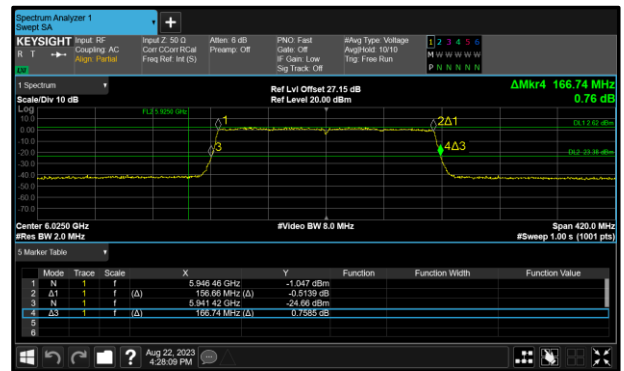 Spectrum Analyzer 1
Swept SA
+
KEYSIGHT Input: RF Input Z: 50 Ω Atten: 6 dB PNO: Fast #Avg Type: Voltage 1 2 3 4 5 6
R T Coupling: AC Corr CCorr RCal Preamp: Off Gate: Off Avg|Hold: 10/10 M W W W W W
Align: Partial Freq Ref: Int (S) IF Gain: Low Trig: Free Run
Sig Track: Off P N N N N N
1 Spectrum Ref Lvl Offset 27.15 dB ΔMkr4 166.74 MHz
Scale/Div 10 dB Ref Level 20.00 dBm 0.76 dB
Log FL2 5.9250 GHz
10.0 1 2Δ1 DL1 2.62 dBm
0.00
-10.0
-20.0 3 4Δ3 DL2 -23.38 dBm
-30.0
-40.0
-50.0
-60.0
-70.0
Center 6.0250 GHz #Video BW 8.0 MHz Span 420.0 MHz
#Res BW 2.0 MHz #Sweep 1.00 s (1001 pts)
5 Marker Table
Mode Trace Scale X Y Function Function Width Function Value
1 N 1 f 5.946 46 GHz -1.047 dBm
2 Δ1 1 f (Δ) 156.66 MHz (Δ) -0.5139 dB
3 N 1 f 5.941 42 GHz -24.66 dBm
4 Δ3 1 f (Δ) 166.74 MHz (Δ) 0.7585 dB
5
6
? Aug 22, 2023
4:28:09 PM